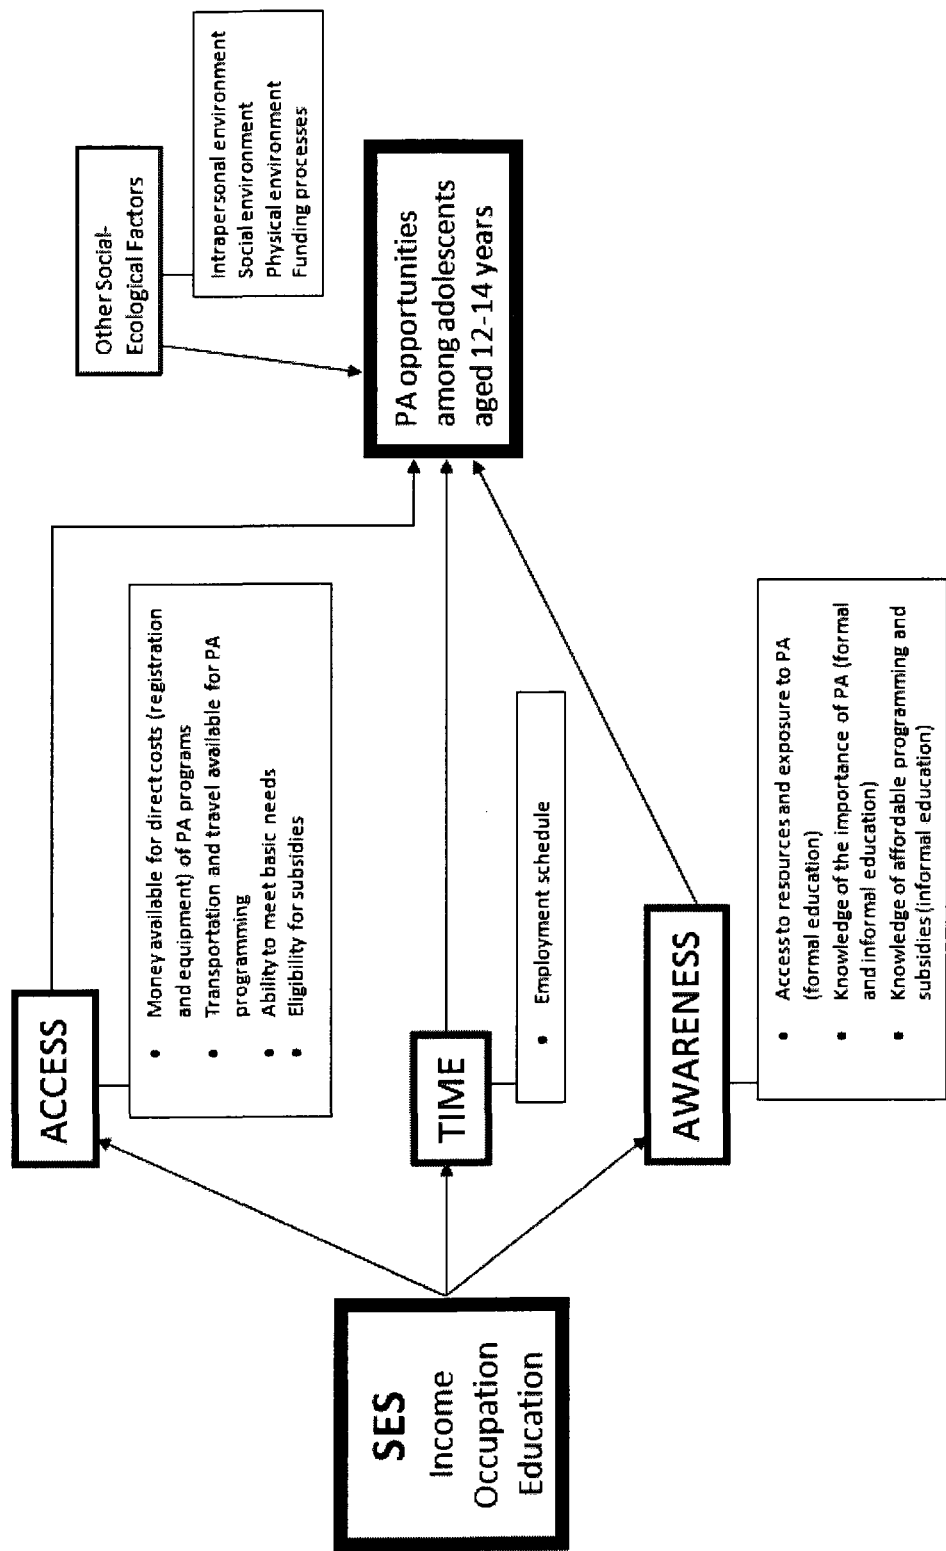 SES
Income
Occupation
Education
ACCESS
• Money available for direct costs (registration
and equipment) of PA programs
• Transportation and travel available for PA
programming
• Ability to meet basic needs
• Eligibility for subsidies
TIME
• Employment schedule
AWARENESS
• Access to resources and exposure to PA
(formal education)
• Knowledge of the importance of PA (formal
and informal education)
• Knowledge of affordable programming and
subsidies (informal education)
Other Social-
Ecological Factors
Intrapersonal environment
Social environment
Physical environment
Funding processes
PA opportunities
among adolescents
aged 12-14 years